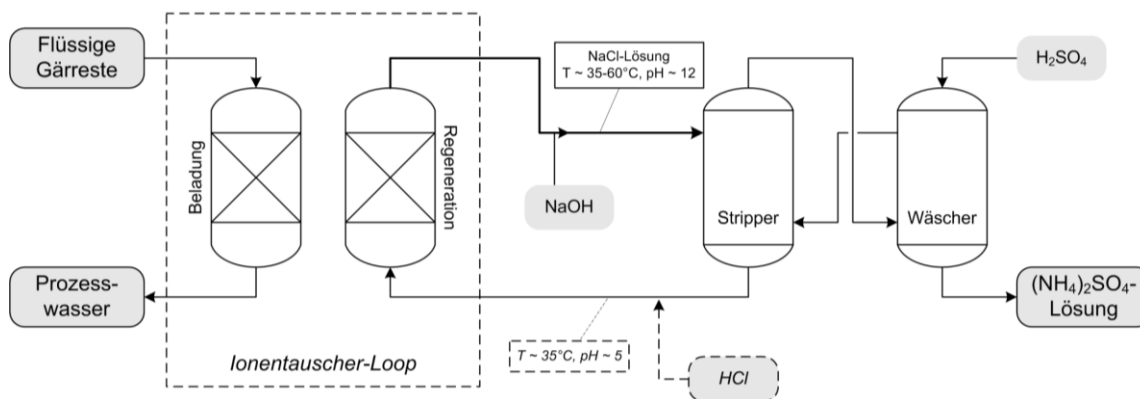 Flüssige
Gärreste
Beladung
Regeneration
NaCl-Lösung
T ~ 35-60°C, pH ~ 12
NaOH
Stripper
Wäscher
H₂SO₄
Prozess-
wasser
(NH₄)₂SO₄-
Lösung
T ~ 35°C, pH ~ 5
HCl
Ionentauscher-Loop